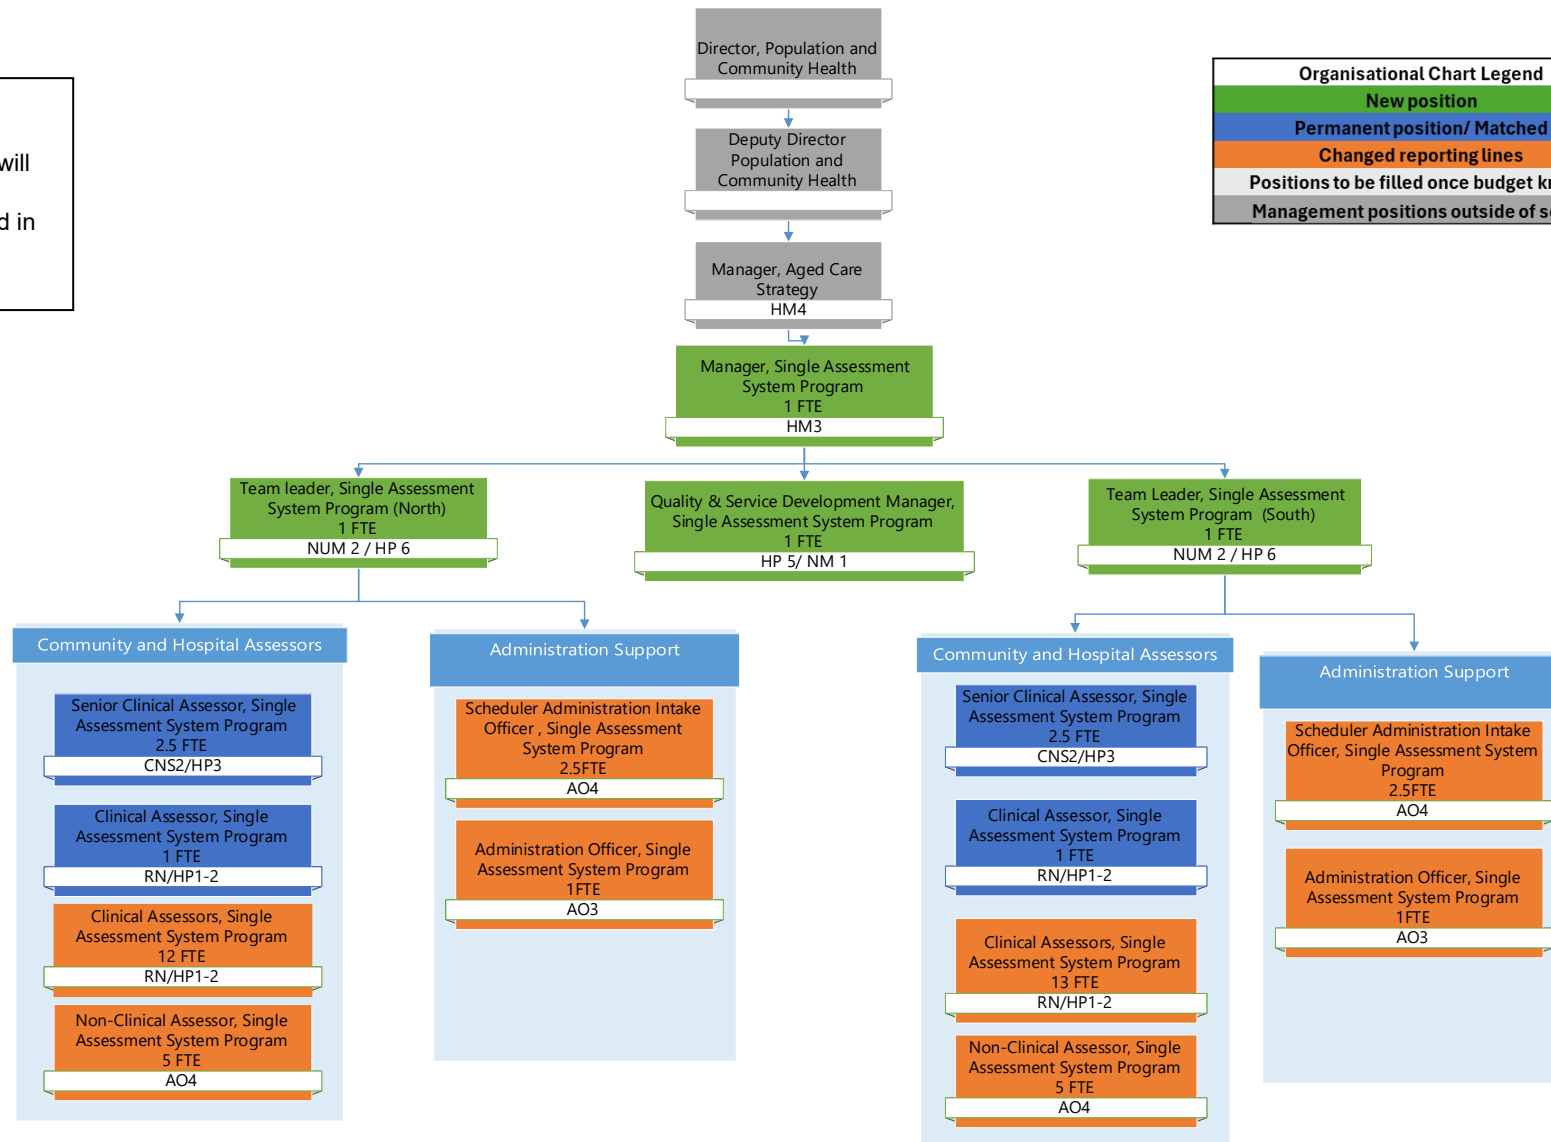 will
d in
Director, Population and
Community Health
Deputy Director
Population and
Community Health
Manager, Aged Care
Strategy
HM4
Organisational Chart Legend
New position
Permanent position/ Matched
Changed reporting lines
Positions to be filled once budget
Management positions outside of
Manager, Single Assessment
System Program
1 FTE
HM3
Team leader, Single Assessment
System Program (North)
1 FTE
NUM 2 / HP 6
Quality & Service Development Manager,
Single Assessment System Program
1 FTE
HP 5/ NM 1
Team Leader, Single Assessment
System Program (South)
1 FTE
NUM 2 / HP 6
Community and Hospital Assessors
Senior Clinical Assessor, Single
Assessment System Program
2.5 FTE
CNS2/HP3
Clinical Assessor, Single
Assessment System Program
1 FTE
RN/HP1-2
Clinical Assessors, Single
Assessment System Program
12 FTE
RN/HP1-2
Non-Clinical Assessor, Single
Assessment System Program
5 FTE
AO4
Administration Support
Scheduler Administration Intake
Officer , Single Assessment
System Program
2.5FTE
AO4
Administration Officer, Single
Assessment System Program
1FTE
AO3
Community and Hospital Assessors
Senior Clinical Assessor, Single
Assessment System Program
2.5 FTE
CNS2/HP3
Clinical Assessor, Single
Assessment System Program
1 FTE
RN/HP1-2
Clinical Assessors, Single
Assessment System Program
13 FTE
RN/HP1-2
Non-Clinical Assessor, Single
Assessment System Program
5 FTE
AO4
Administration Support
Scheduler Administration Intake
Officer, Single Assessment System
Program
2.5FTE
AO4
Administration Officer, Single
Assessment System Program
1FTE
AO3